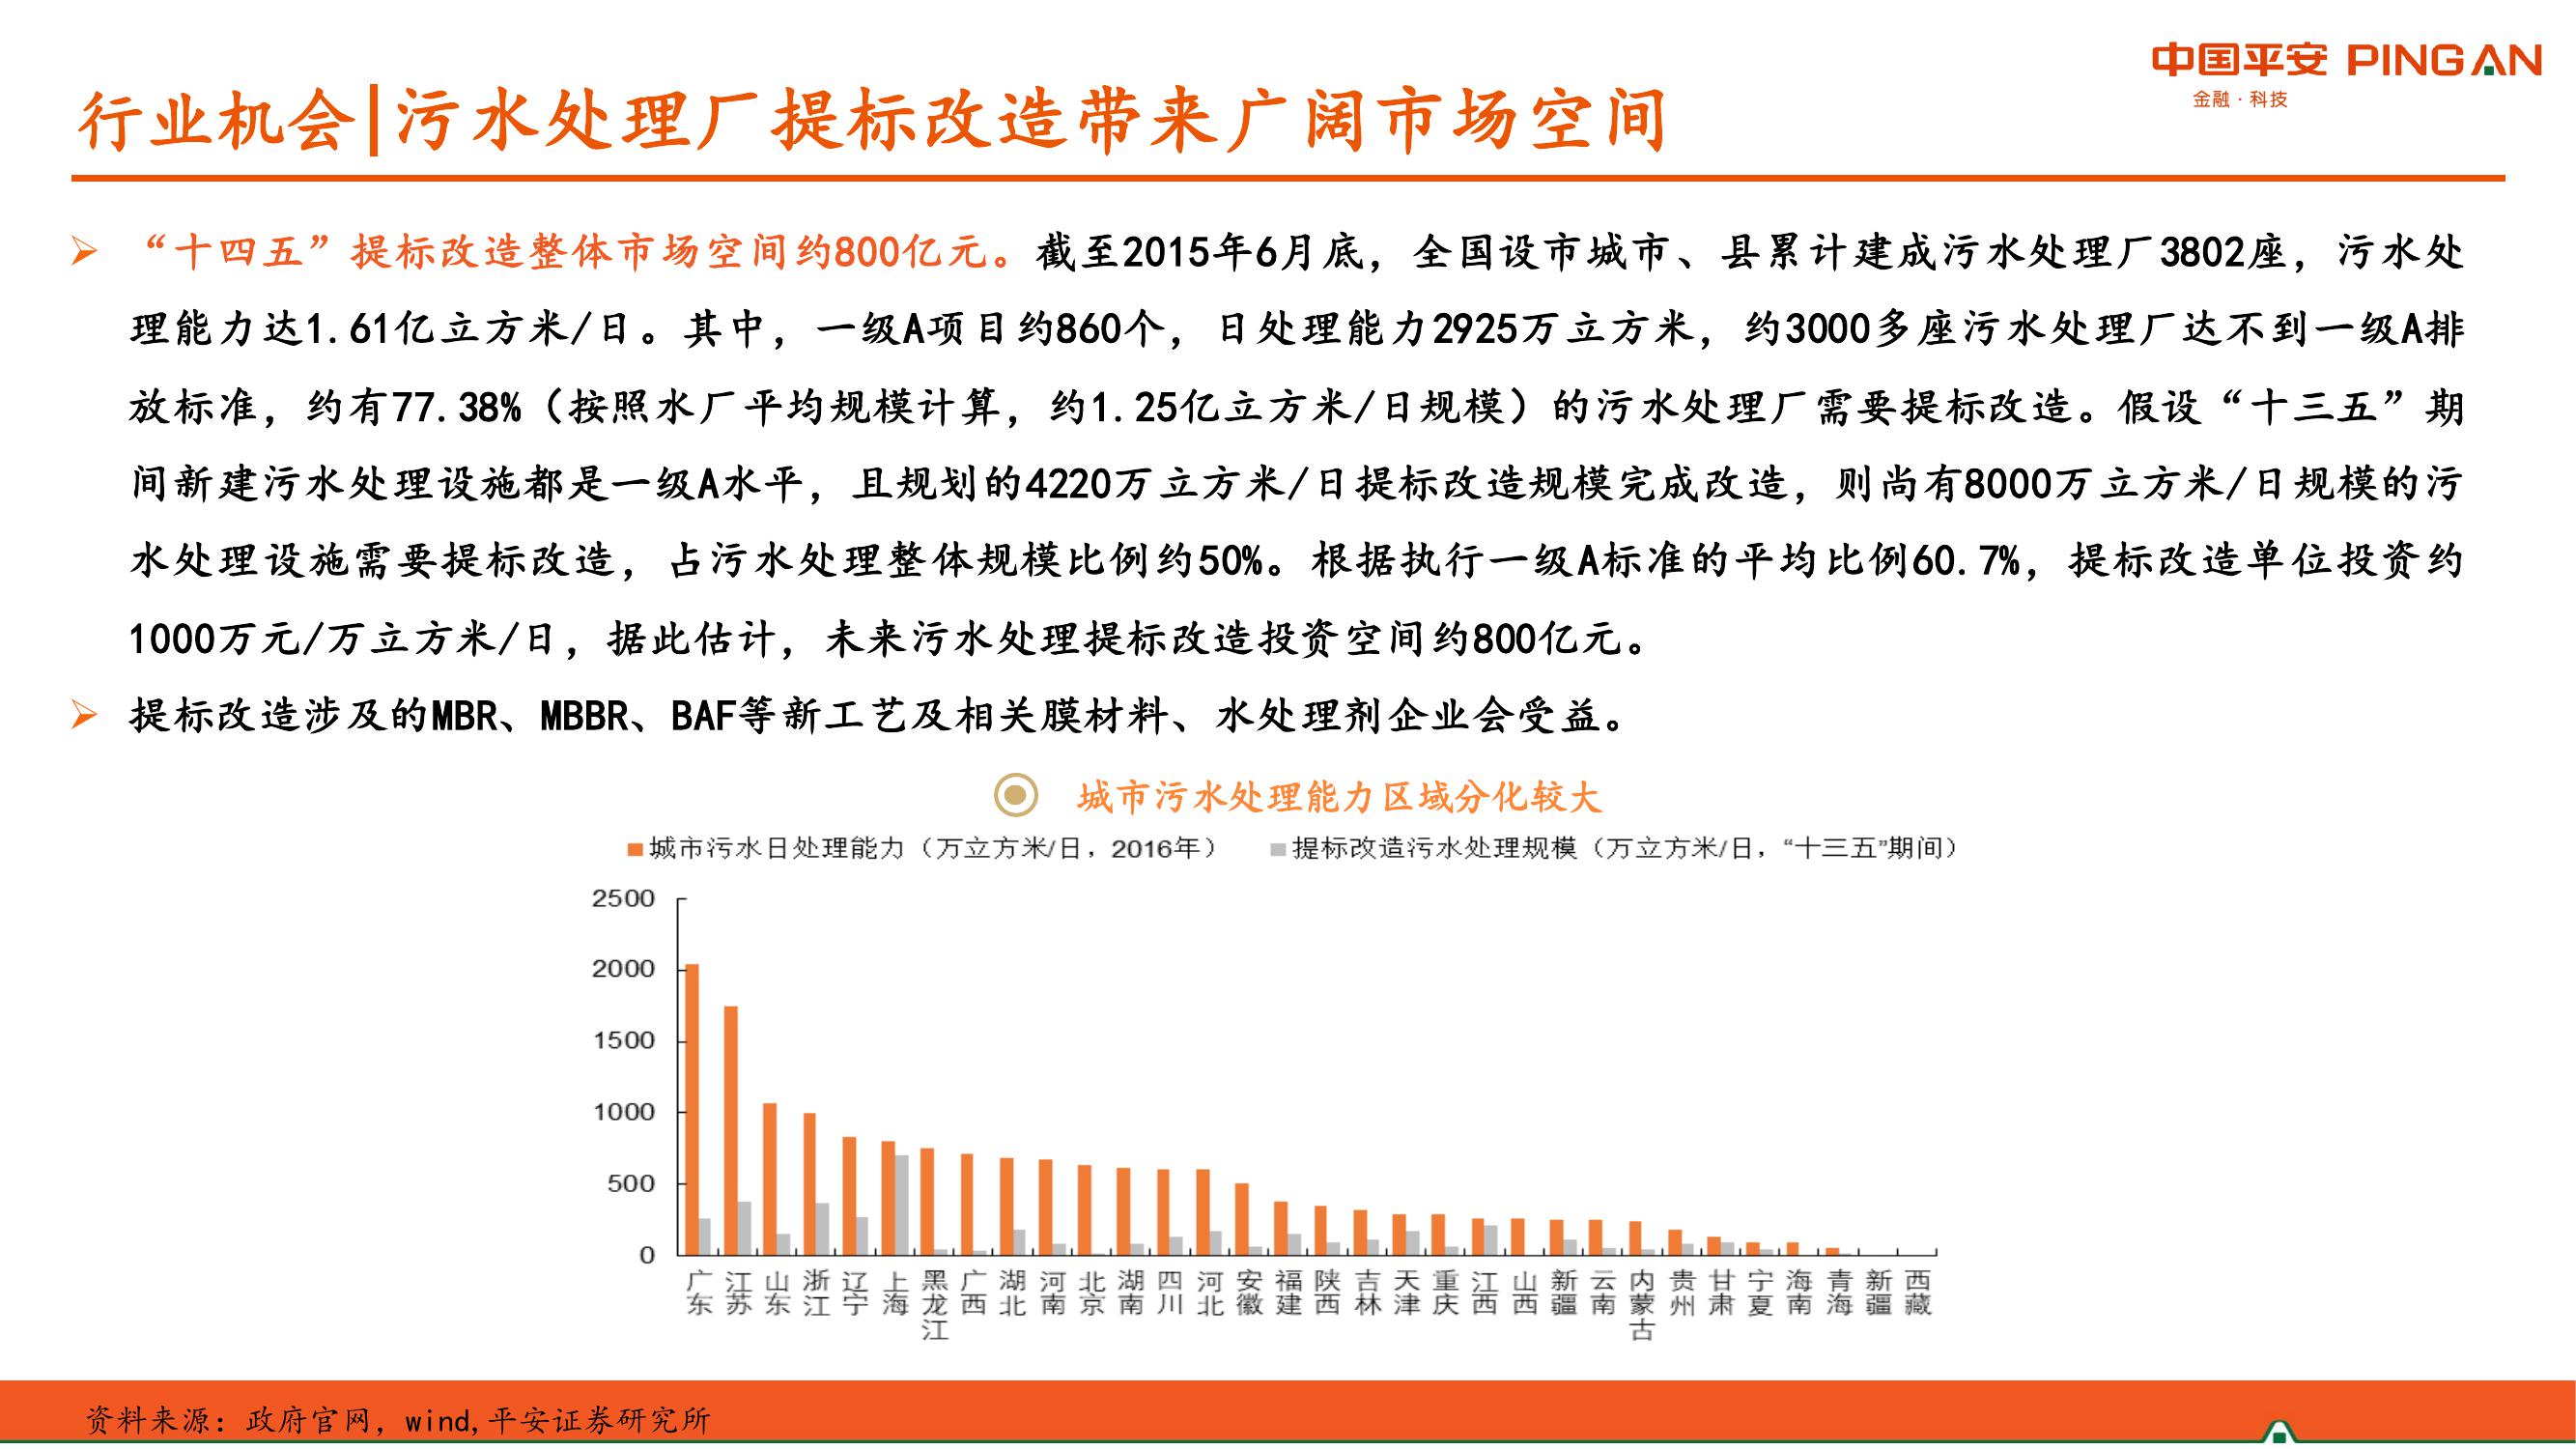 中国平安 PING AN
金融·科技
行业机会|污水处理厂提标改造带来广阔市场空间
“十四五”提标改造整体市场空间约800亿元。截至2015年6月底，全国设市城市、县累计建成污水处理厂3802座，污水处
理能力达1.61亿立方米/日。其中，一级A项目约860个，日处理能力2925万立方米，约3000多座污水处理厂达不到一级A排
放标准，约有77.38%（按照水厂平均规模计算，约1.25亿立方米/日规模）的污水处理厂需要提标改造。假设“十三五”期
间新建污水处理设施都是一级A水平，且规划的4220万立方米/日提标改造规模完成改造，则尚有8000万立方米/日规模的污
水处理设施需要提标改造，占污水处理整体规模比例约50%。根据执行一级A标准的平均比例60.7%，提标改造单位投资约
1000万元/万立方米/日，据此估计，未来污水处理提标改造投资空间约800亿元。
提标改造涉及的MBR、MBBR、BAF等新工艺及相关膜材料、水处理剂企业会受益。
城市污水处理能力区域分化较大
城市污水日处理能力（万立方米/日，2016年） 提标改造污水处理规模（万立方米/日，“十三五”期间）
2500
2000
1500
1000
500
0
广东 江苏 山东 浙江 辽宁 上海 黑龙江 广西 湖北 河南 北京 湖南 四川 河北 安徽 福建 陕西 吉林 天津 重庆 江西 山西 新疆 云南 内蒙古 贵州 甘肃 宁夏 海南 青海 新疆 西藏
资料来源：政府官网，wind,平安证券研究所